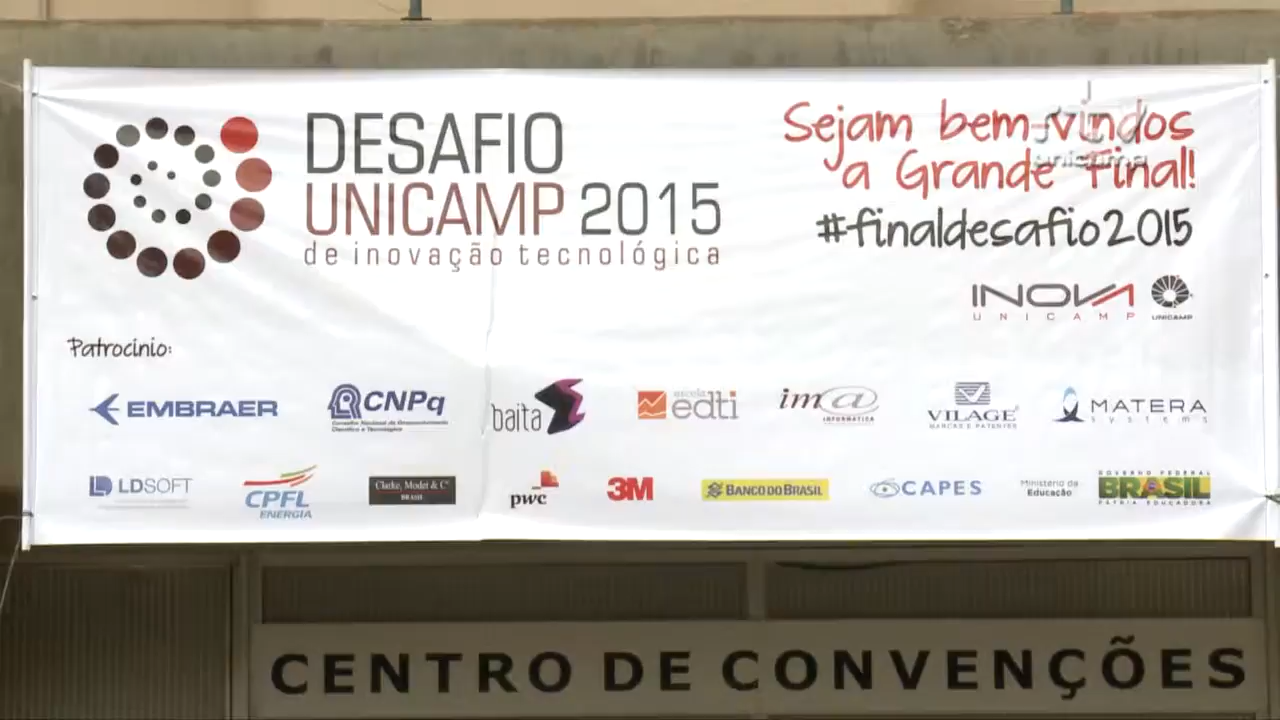 DESAFIO
UNICAMP 2015
de inovação tecnológica
Sejam bem-vindos
a Grande Final!
#finaldesafio2015
INOVA
UNICAMP
UNICAMP
Patrocínio:
EMBRAER
CNPq
Conselho Nacional de Desenvolvimento
Científico e Tecnológico
baita
escola
edti
ima
INFORMÁTICA
VILAGE
MARCAS E PATENTES
MATERA
systems
LDSOFT
CPFL
ENERGIA
Clarke, Modet & Cº
BRASIL
pwc
3M
BANCO DO BRASIL
CAPES
Ministério da
Educação
GOVERNO FEDERAL
BRASIL
PÁTRIA EDUCADORA
CENTRO DE CONVENÇÕES